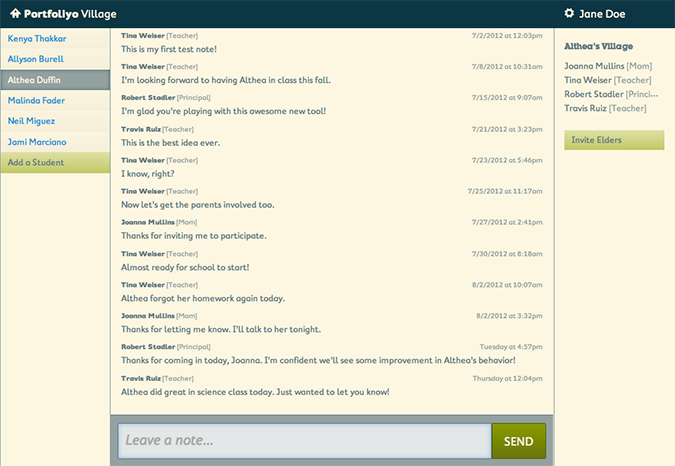 Portfoliyo Village
Jane Doe
Kenya Thakkar
Allyson Burell
Althea Duffin
Malinda Fader
Neil Miguez
Jami Marciano
Add a Student
Tina Weiser [Teacher] 7/2/2012 at 12:03pm
This is my first test note!
Tina Weiser [Teacher] 7/8/2012 at 10:31am
I'm looking forward to having Althea in class this fall.
Robert Stadler [Principal] 7/15/2012 at 9:07am
I'm glad you're playing with this awesome new tool!
Travis Ruiz [Teacher] 7/21/2012 at 3:23pm
This is the best idea ever.
Tina Weiser [Teacher] 7/23/2012 at 5:46pm
I know, right?
Tina Weiser [Teacher] 7/25/2012 at 11:17am
Now let's get the parents involved too.
Joanna Mullins [Mom] 7/27/2012 at 2:41pm
Thanks for inviting me to participate.
Tina Weiser [Teacher] 7/30/2012 at 8:18am
Almost ready for school to start!
Tina Weiser [Teacher] 8/2/2012 at 10:07am
Althea forgot her homework again today.
Joanna Mullins [Mom] 8/2/2012 at 3:32pm
Thanks for letting me know. I'll talk to her tonight.
Robert Stadler [Principal] Tuesday at 4:57pm
Thanks for coming in today, Joanna. I'm confident we'll see some improvement in Althea's behavior!
Travis Ruiz [Teacher] Thursday at 12:04pm
Althea did great in science class today. Just wanted to let you know!
Leave a note...
SEND
Althea's Village
Joanna Mullins [Mom]
Tina Weiser [Teacher]
Robert Stadler [Princi...
Travis Ruiz [Teacher]
Invite Elders